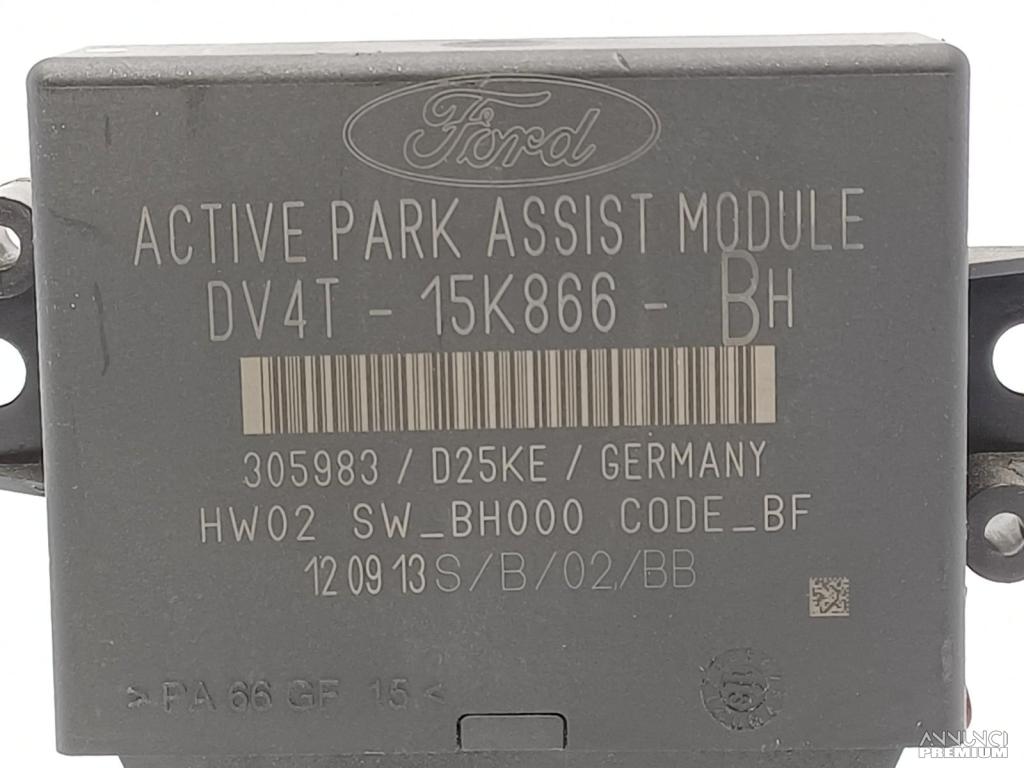 Ford
ACTIVE PARK ASSIST MODULE
DV4T - 15K866 - BH
305983 / D25KE / GERMANY
HW02 SW_BH000 CODE_BF
12 09 13 S/B/02/BB
>PA 66 GF 15<
ANNUNCI
PREMIUM